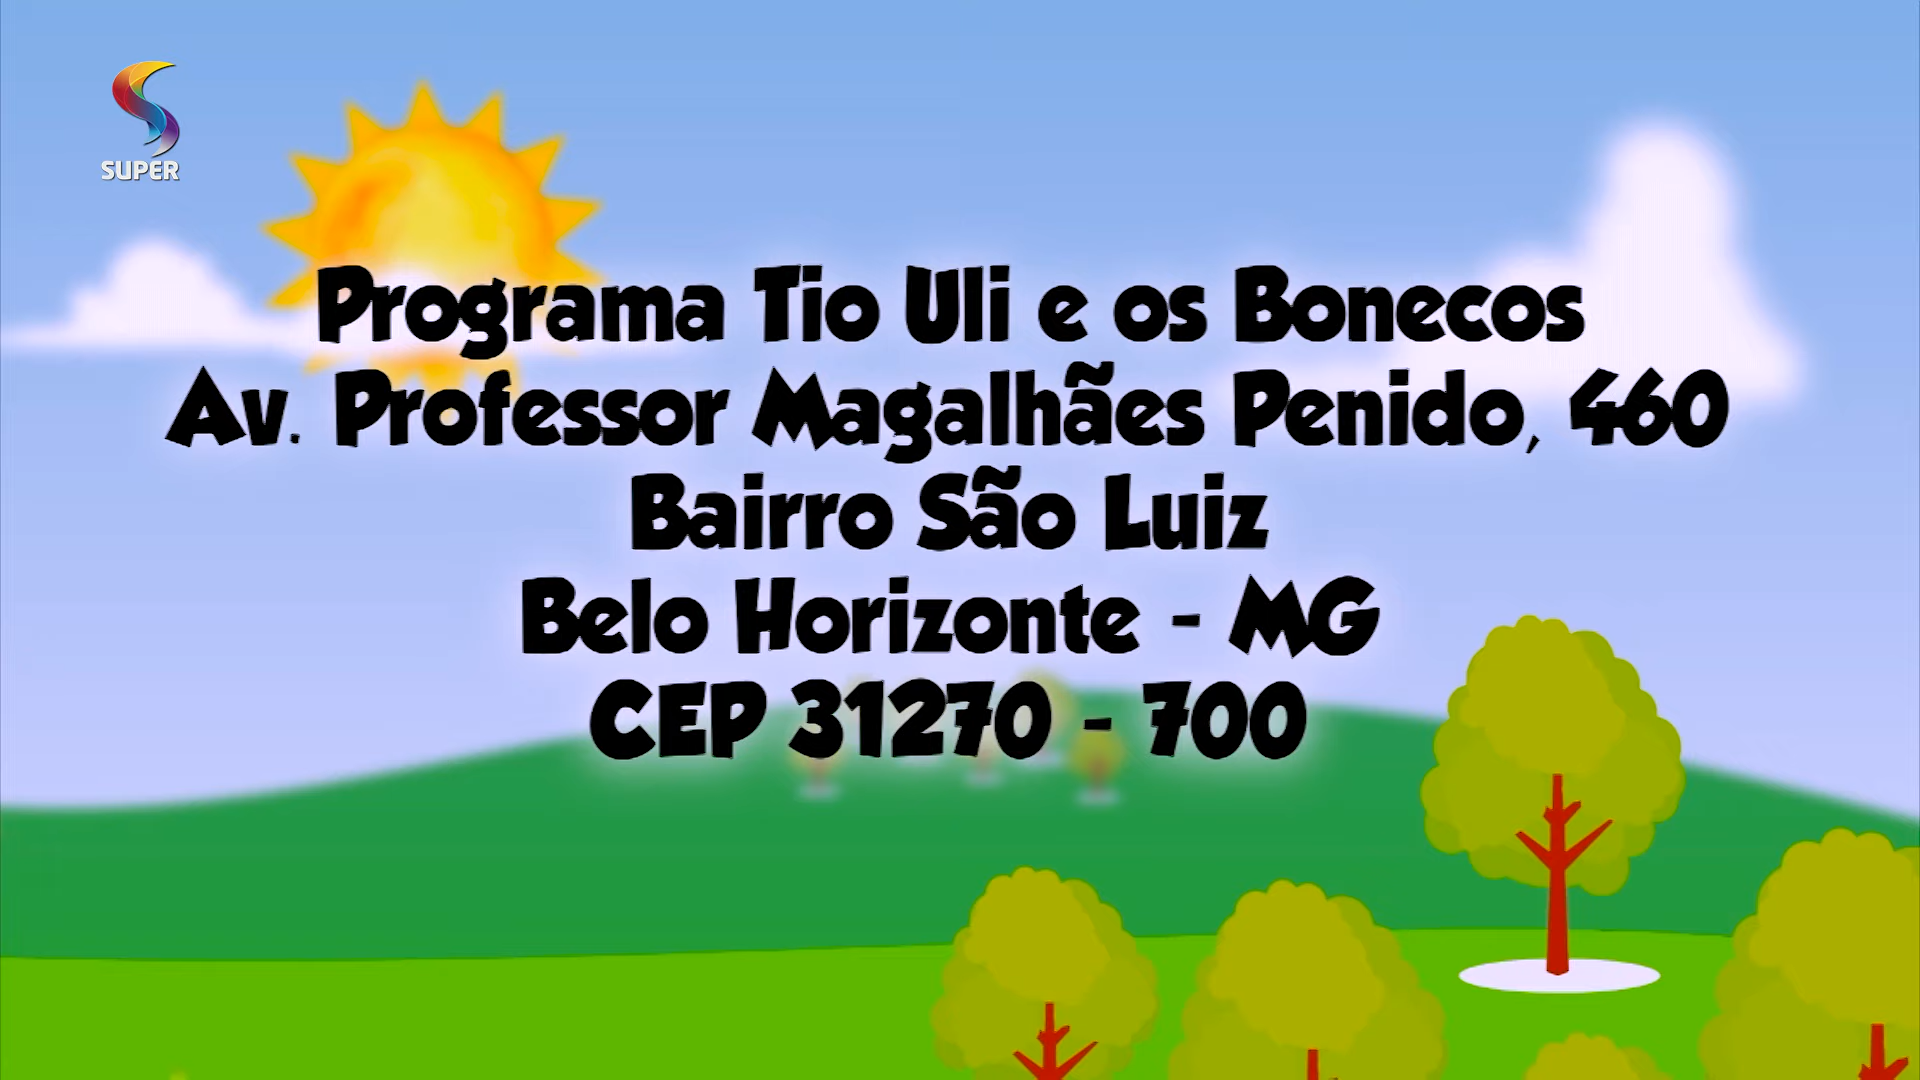 SUPER
Programa Tio Uli e os Bonecos
Av. Professor Magalhães Penido, 460
Bairro São Luiz
Belo Horizonte - MG
CEP 31270 - 700